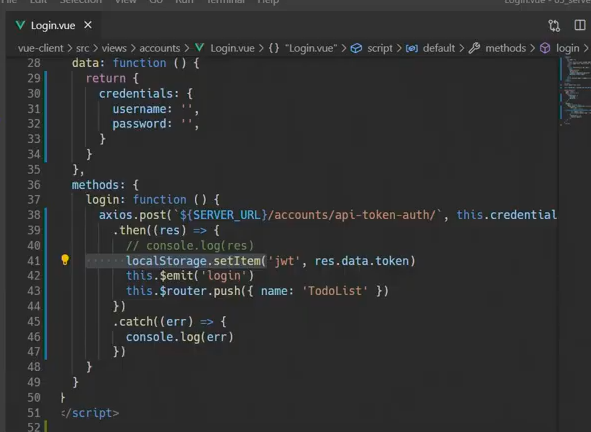 File Edit Selection View Go Run Terminal Help Login.vue - 03_serve
Login.vue ×
vue-client > src > views > accounts > Login.vue > {} "Login.vue" > script > default > methods > login >
28 data: function () {
29 return {
30 credentials: {
31 username: '',
32 password: '',
33 }
34 }
35 },
36 methods: {
37 login: function () {
38 axios.post(`${SERVER_URL}/accounts/api-token-auth/`, this.credential
39 .then((res) => {
40 // console.log(res)
41 localStorage.setItem('jwt', res.data.token)
42 this.$emit('login')
43 this.$router.push({ name: 'TodoList' })
44 })
45 .catch((err) => {
46 console.log(err)
47 })
48 }
49 }
50 }
51 </script>
52